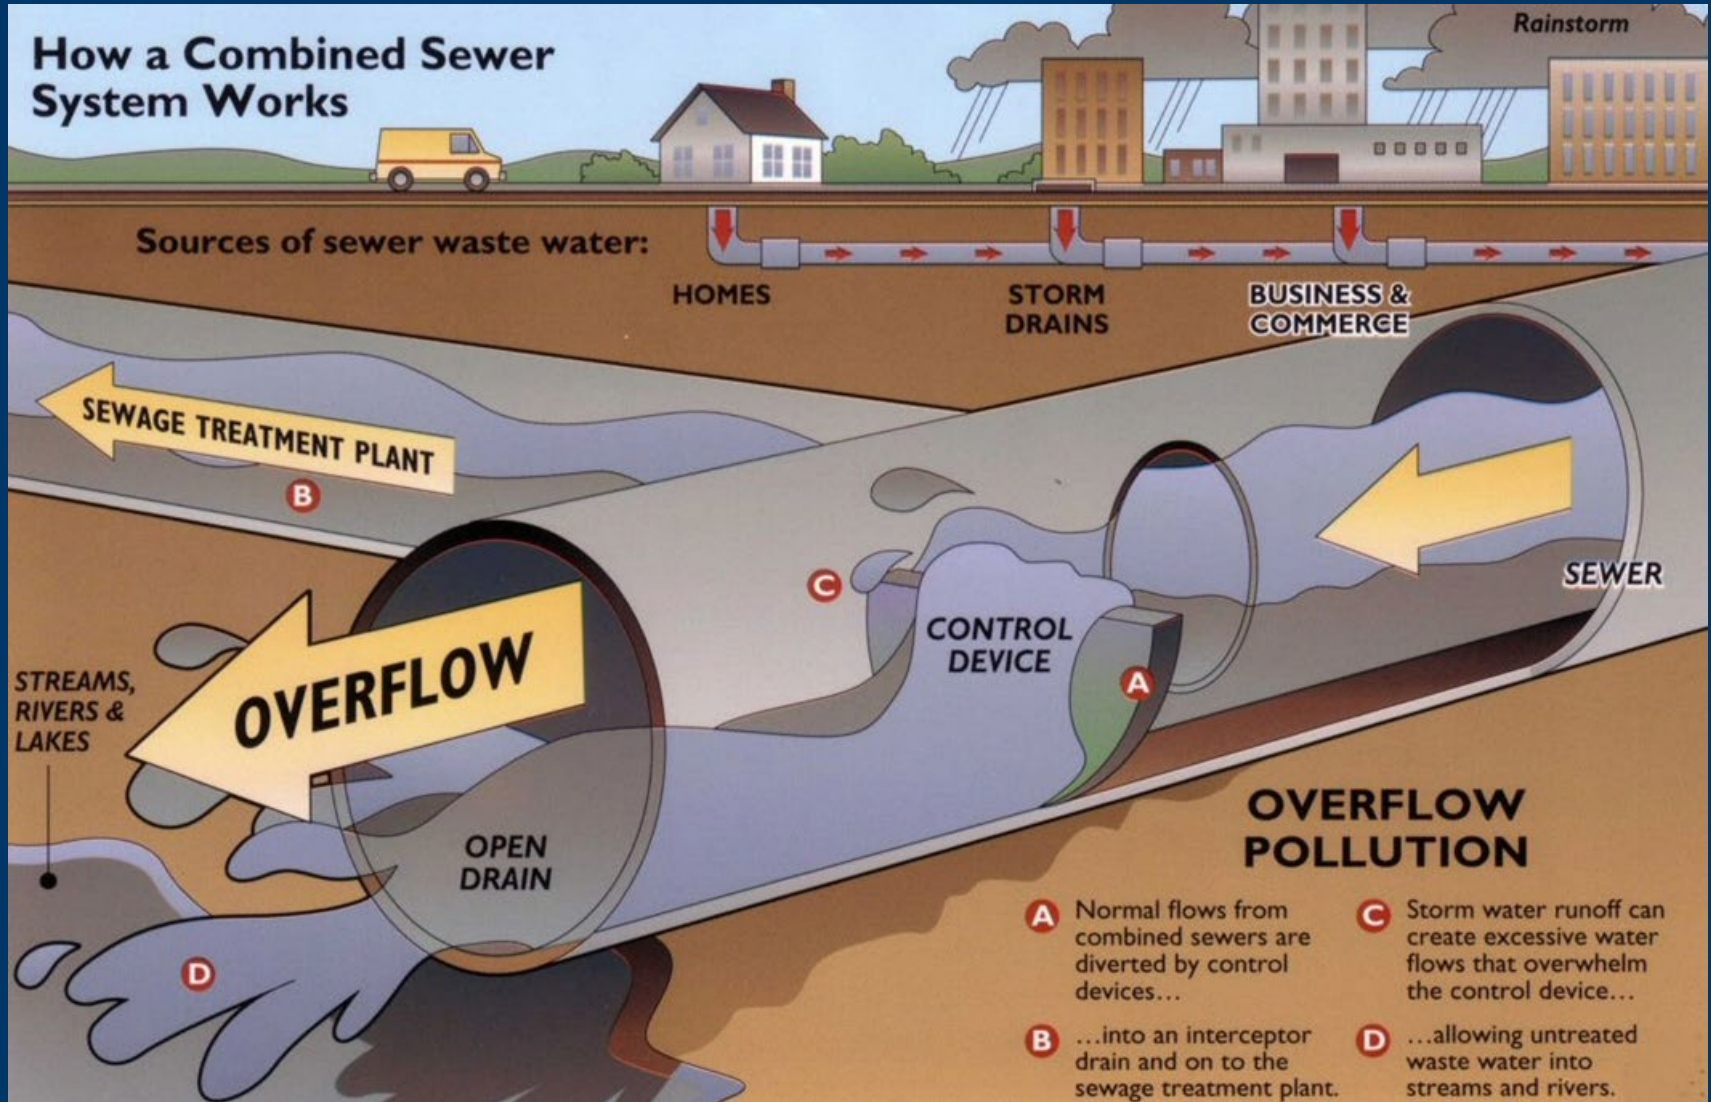 How a Combined Sewer
System Works
Rainstorm
Sources of sewer waste water:
HOMES
STORM
DRAINS
BUSINESS &
COMMERCE
SEWAGE TREATMENT PLANT
B
SEWER
C
CONTROL
DEVICE
A
OVERFLOW
STREAMS,
RIVERS &
LAKES
OPEN
DRAIN
D
OVERFLOW
POLLUTION
A Normal flows from
combined sewers are
diverted by control
devices...
B ...into an interceptor
drain and on to the
sewage treatment plant.
C Storm water runoff can
create excessive water
flows that overwhelm
the control device...
D ...allowing untreated
waste water into
streams and rivers.